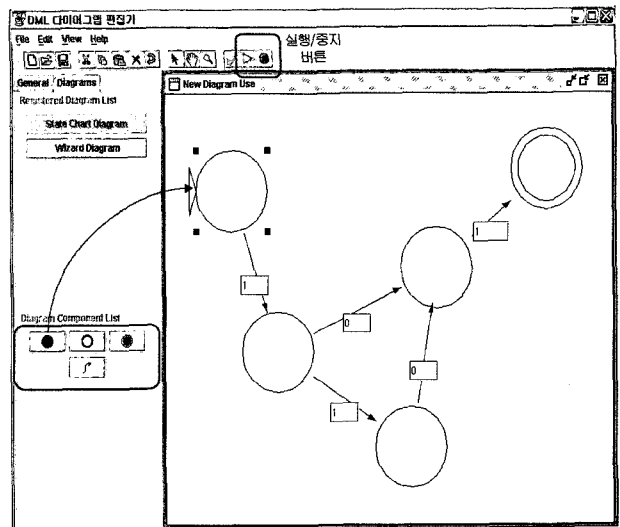 DML 다이어그램 편집기
File Edit View Help
실행/중지
버튼
General Diagrams
New Diagram Use
Registered Diagram List
State Chart Diagram
Wizard Diagram
1
1
0
0
1
Diagram Component List